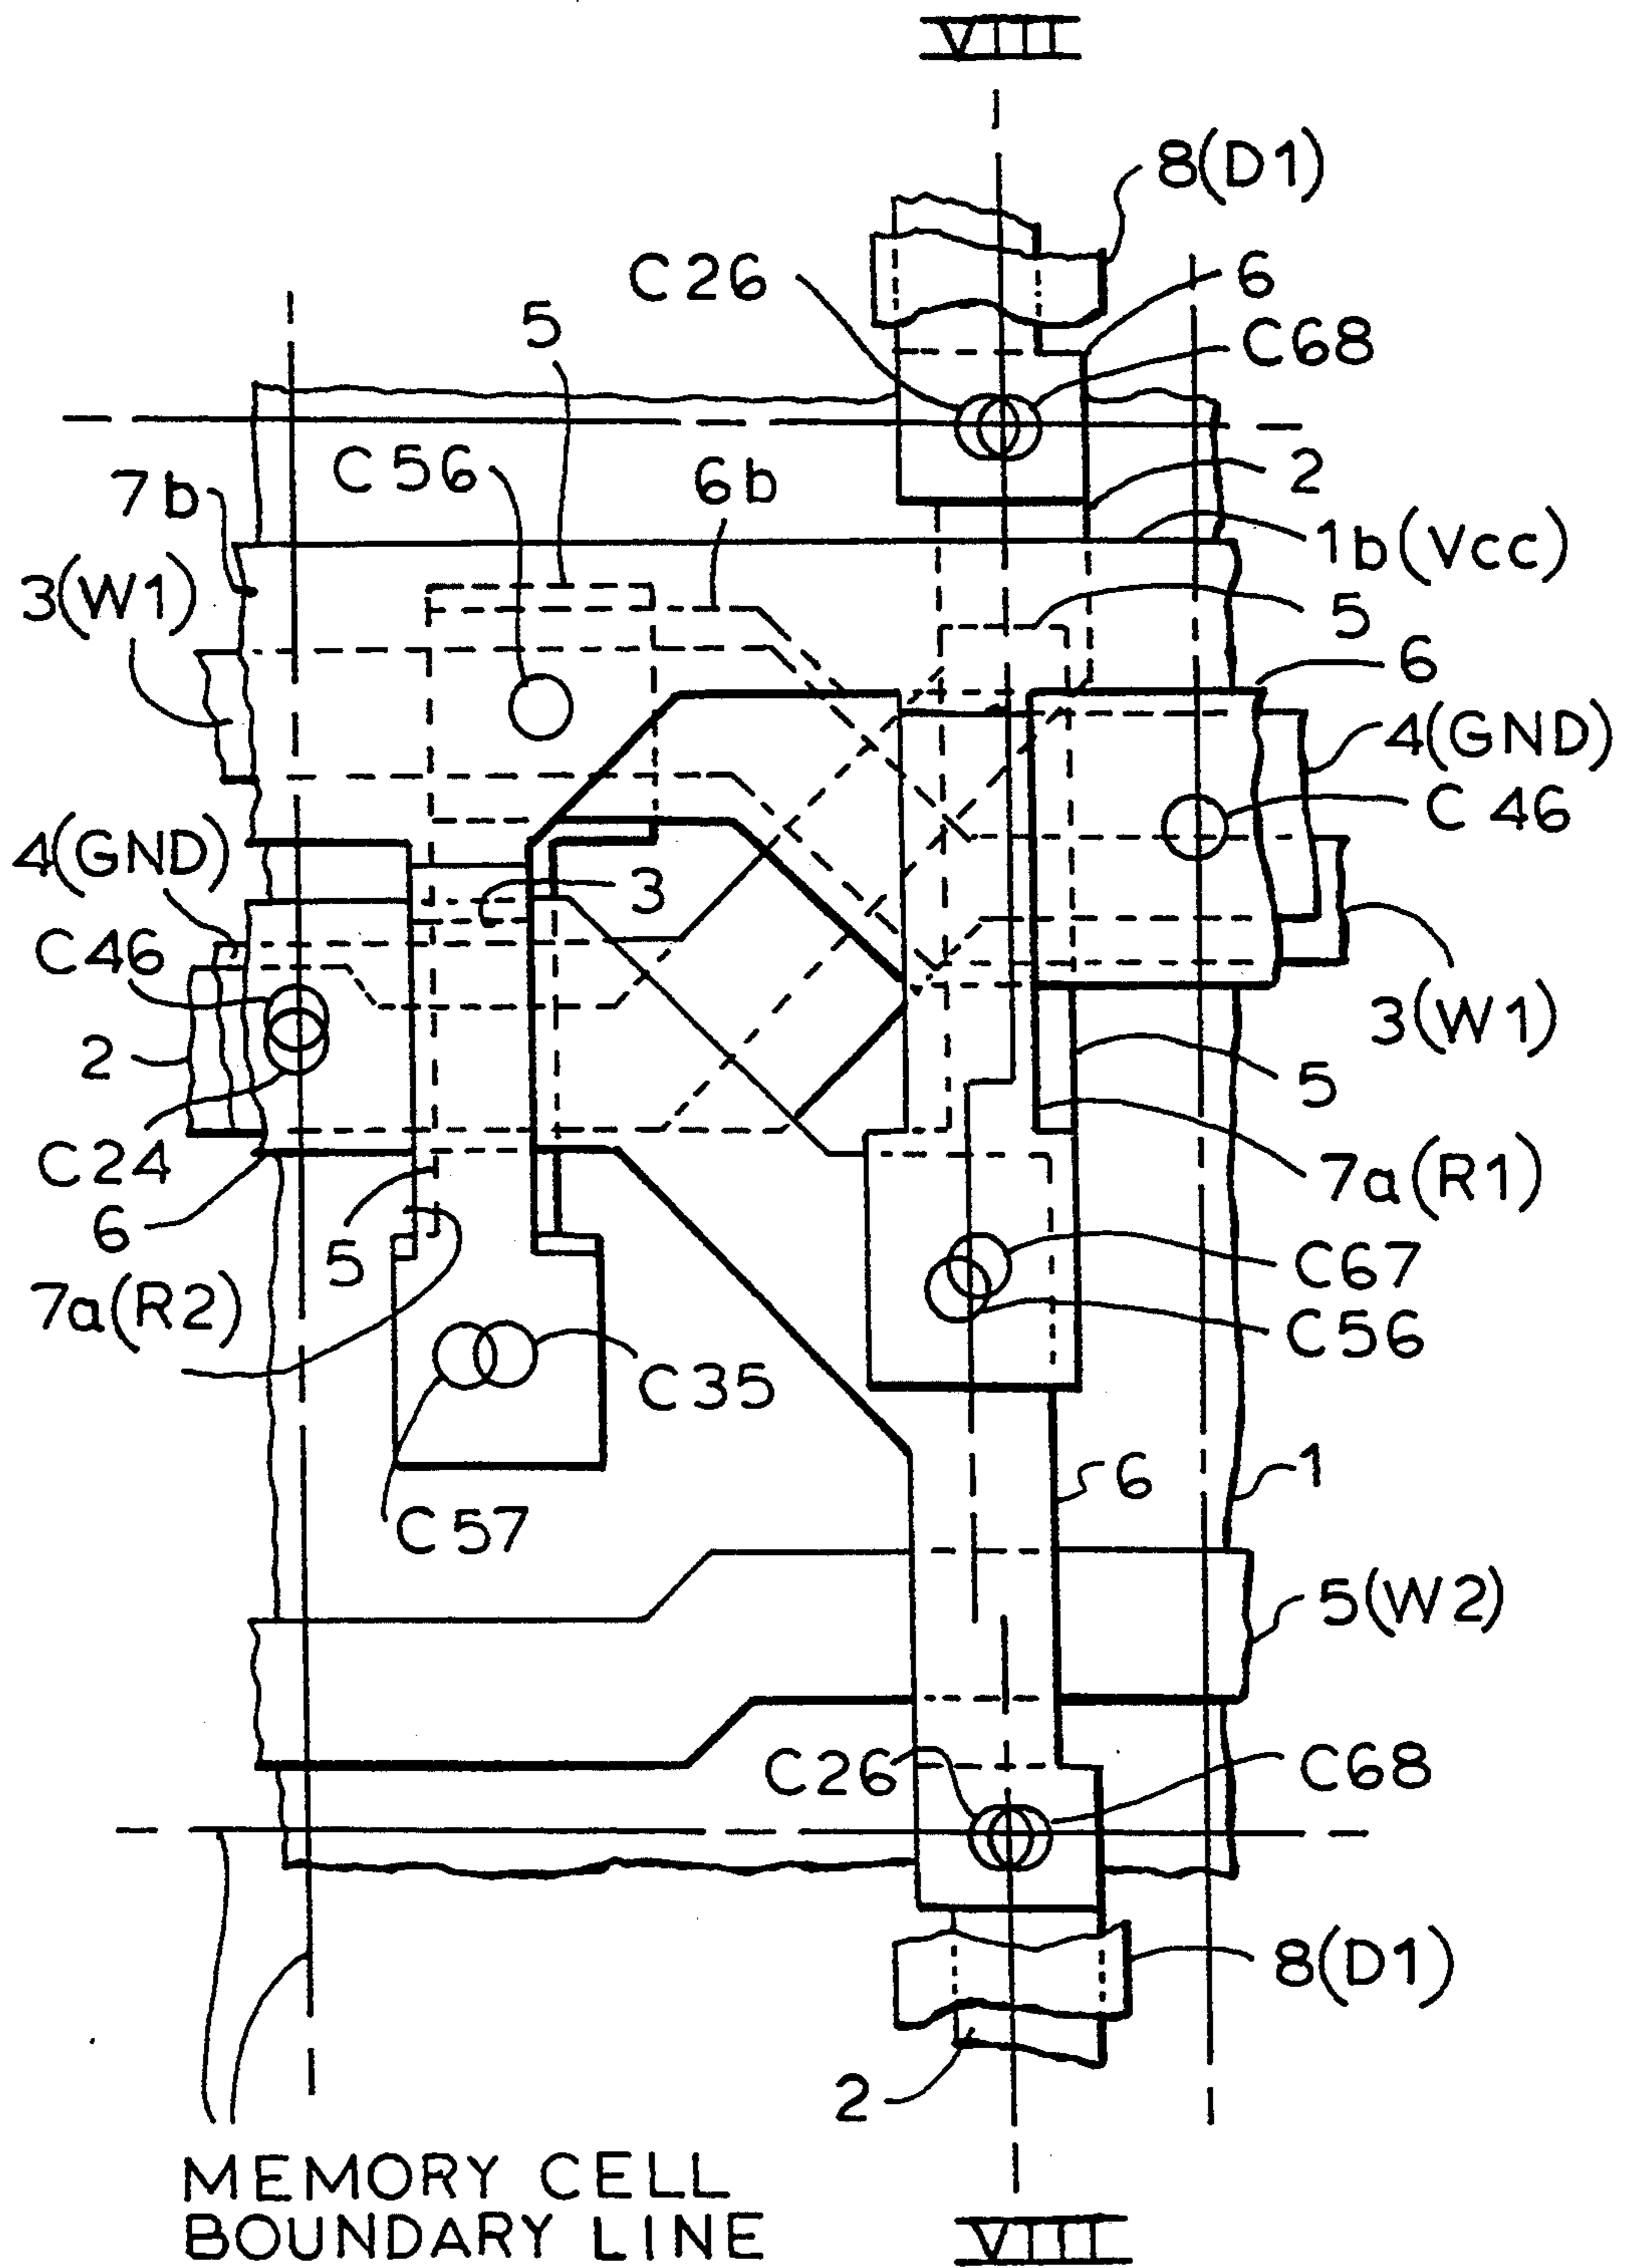 VIII
8(D1)
C26
6
5
C68
C56
6b
2
7b
1b(Vcc)
3(W1)
5
6
4(GND)
C46
4(GND)
3
C46
3(W1)
2
5
C24
7a(R1)
6
5
C67
7a(R2)
C56
C35
6
1
C57
5(W2)
C26
C68
8(D1)
2
MEMORY CELL
BOUNDARY LINE
VIII